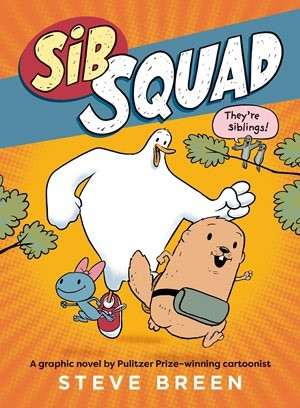 SiB
SQUAD
They're
siblings!
A graphic novel by Pulitzer Prize–winning cartoonist
STEVE BREEN